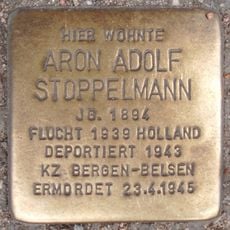 HIER WOHNTE
ARON ADOLF
STOPPELMANN
JG. 1894
FLUCHT 1939 HOLLAND
DEPORTIERT 1943
KZ BERGEN-BELSEN
ERMORDET 23.4.1945